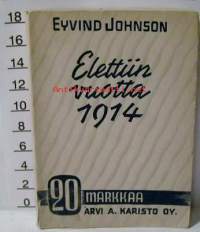 EYVIND JOHNSON
Elettiin
vuotta
1914
20 MARKKAA
ARVI A. KARISTO OY.
18
16
14
12
10
8
6
4
2
0